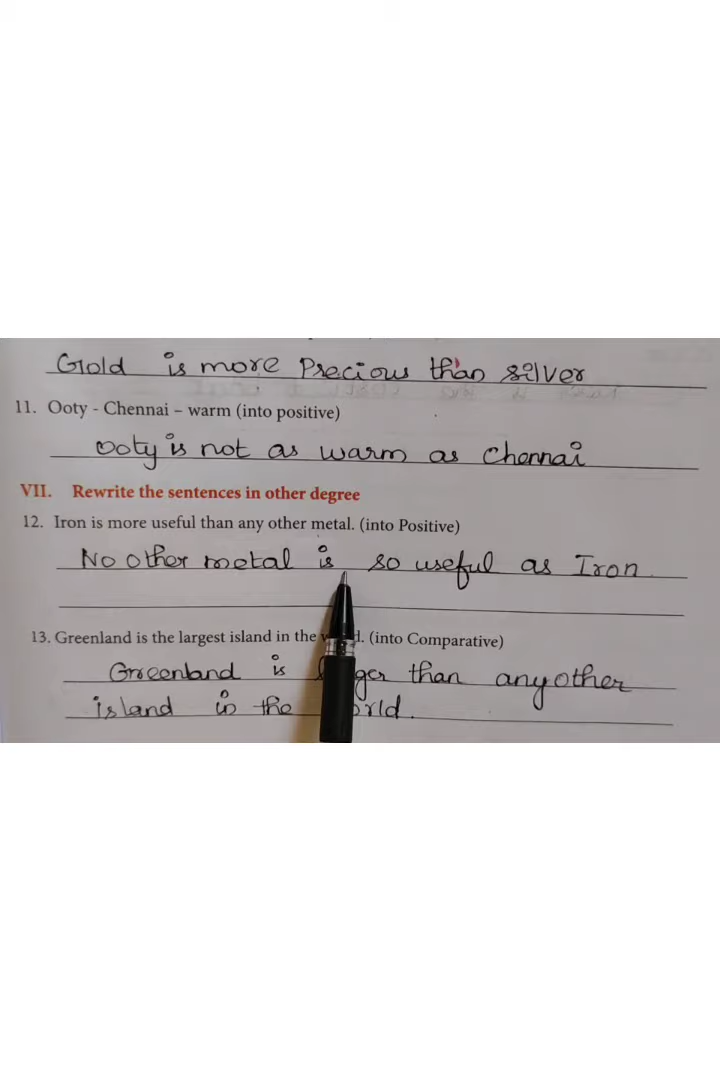 Gold is more Precious than silver
11. Ooty - Chennai – warm (into positive)
Ooty is not as warm as Chennai
VII. Rewrite the sentences in other degree
12. Iron is more useful than any other metal. (into Positive)
No other metal is so useful as Iron
13. Greenland is the largest island in the (into Comparative)
Greenland is than any other
island in the